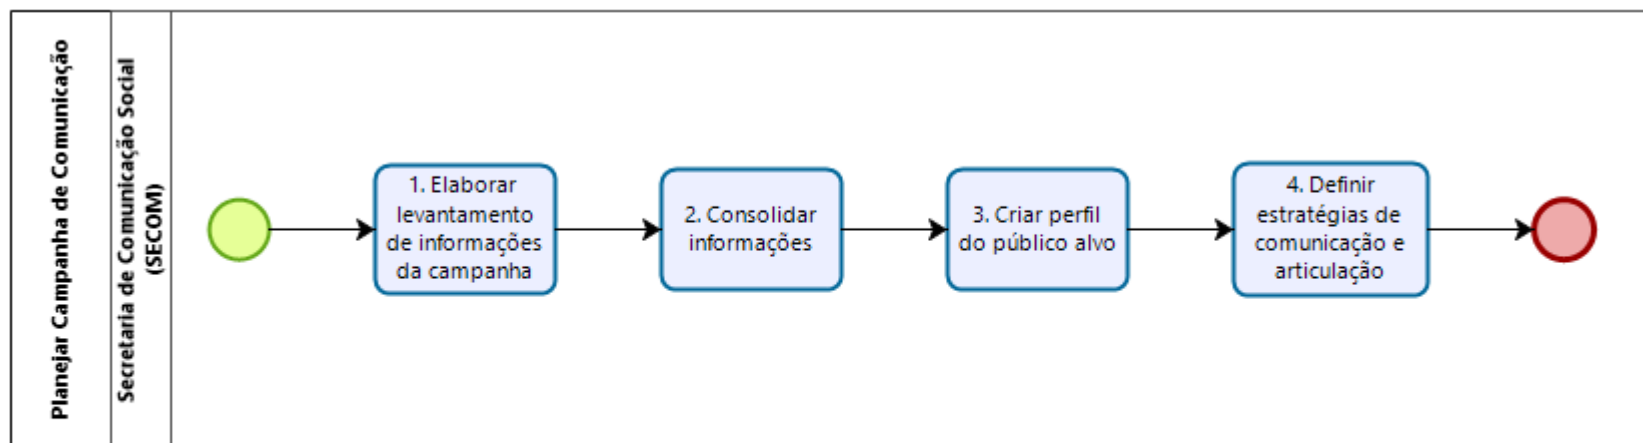 Planejar Campanha de Comunicação
Secretaria de Comunicação Social
(SECOM)
1. Elaborar
levantamento
de informações
da campanha
2. Consolidar
informações
3. Criar perfil
do público alvo
4. Definir
estratégias de
comunicação e
articulação